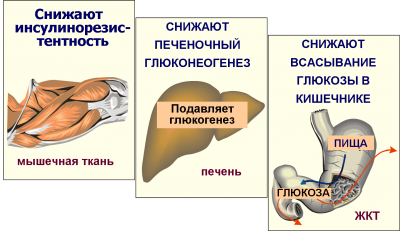 Снижают
инсулинорезис-
тентность
мышечная ткань
СНИЖАЮТ
ПЕЧЕНОЧНЫЙ
ГЛЮКОНЕОГЕНЕЗ
Подавляет
глюкогенез
печень
СНИЖАЮТ
ВСАСЫВАНИЕ
ГЛЮКОЗЫ В
КИШЕЧНИКЕ
ПИЩА
ГЛЮКОЗА
ЖКТ